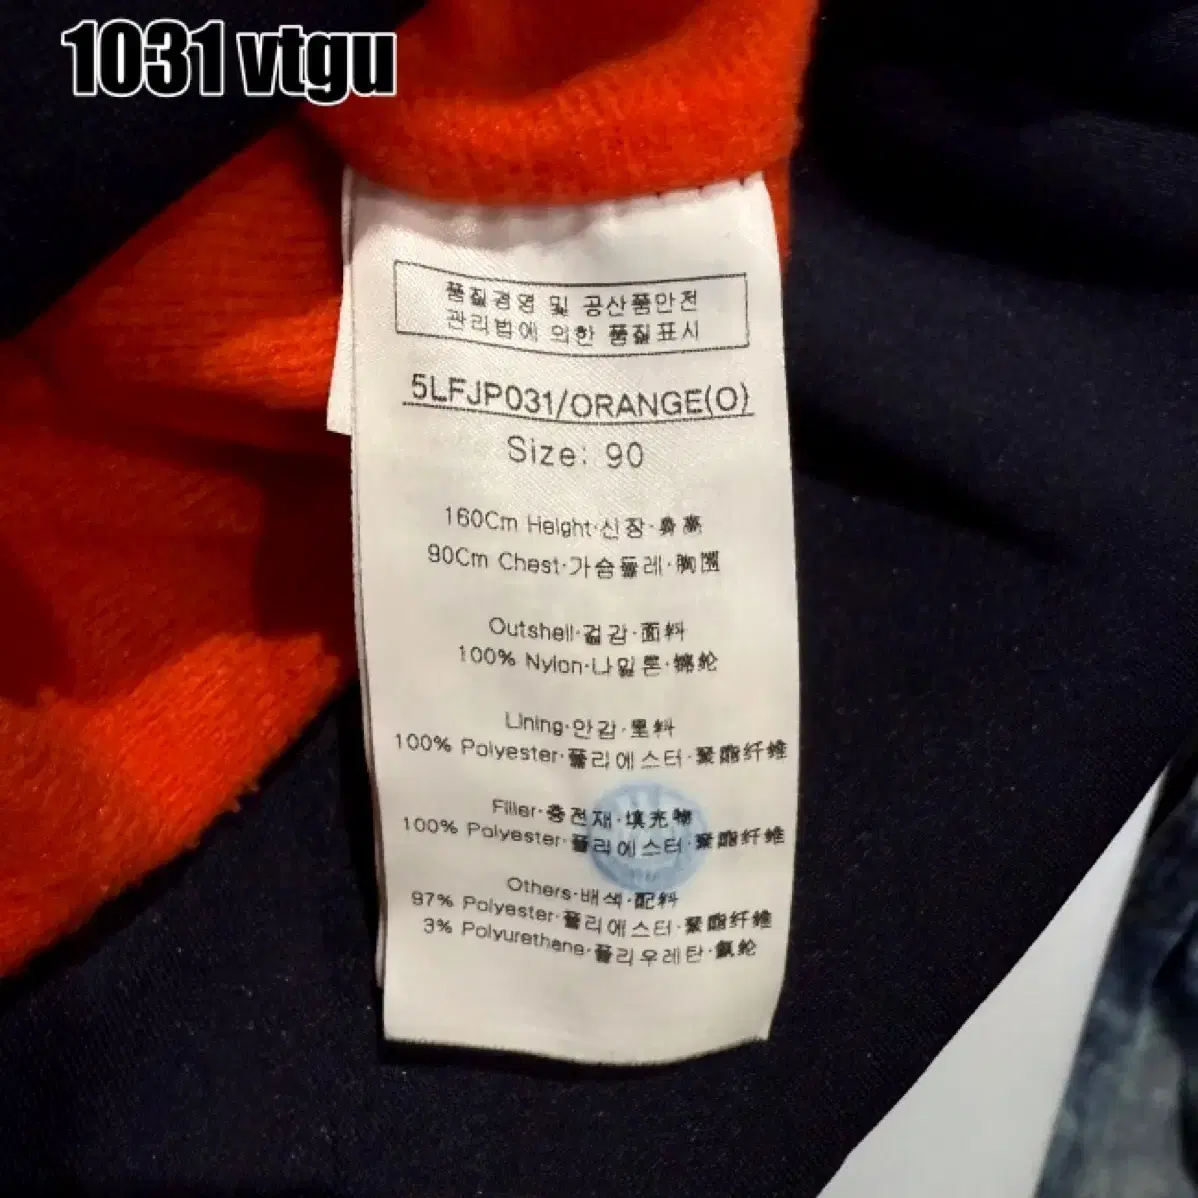 1031 vtgu
품질경영 및 공산품안전
관리법에 의한 품질표시
5LFJP031/ORANGE(O)
Size: 90
160Cm Height·신장·身高
90Cm Chest·가슴둘레·胸围
Outshell·겉감·面料
100% Nylon·나일론·锦纶
Lining·안감·里料
100% Polyester·폴리에스터·聚酯纤维
Filler·충전재·填充物
100% Polyester·폴리에스터·聚酯纤维
Others·배색·配料
97% Polyester·폴리에스터·聚酯纤维
3% Polyurethane·폴리우레탄·氨纶